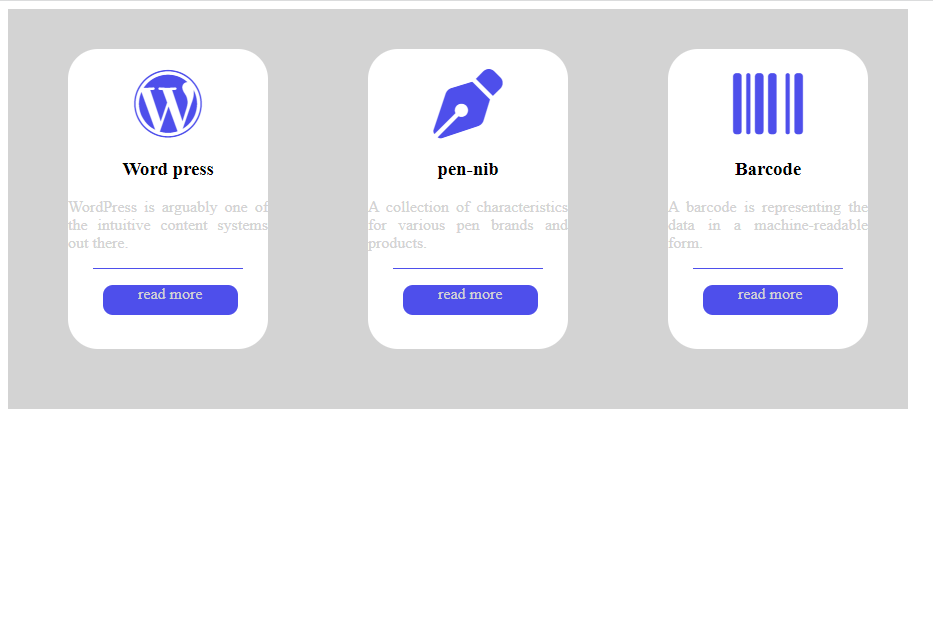 Word press
WordPress is arguably one of
the intuitive content systems
out there.
read more
pen-nib
A collection of characteristics
for various pen brands and
products.
read more
Barcode
A barcode is representing the
data in a machine-readable
form.
read more